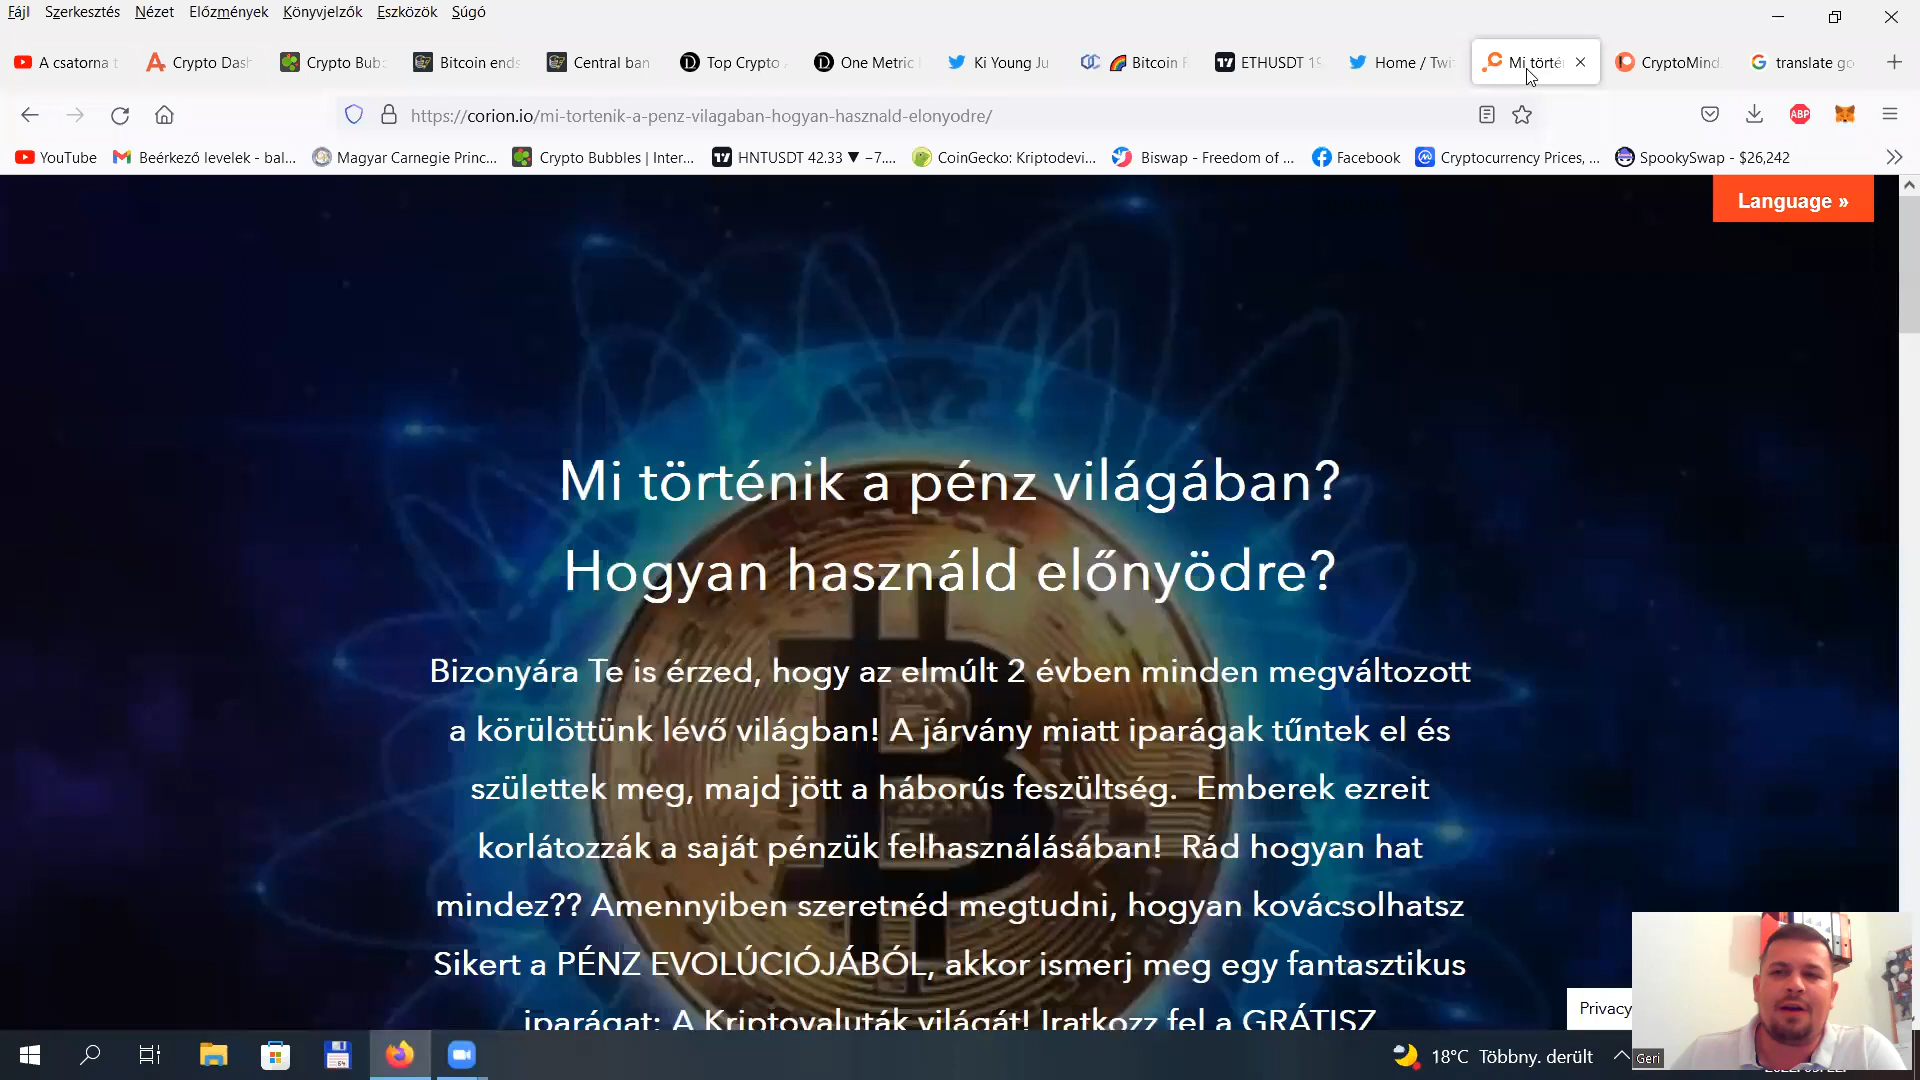 Fájl Szerkesztés Nézet Előzmények Könyvjelzők Eszközök Súgó
A csatorna t Crypto Dash Crypto Bub Bitcoin ends Central ban Top Crypto One Metric Ki Young Ju Bitcoin ETHUSDT 19 Home / Twi Mi törté CryptoMind translate go
https://corion.io/mi-tortenik-a-penz-vilagaban-hogyan-hasznald-elonyodre/ ABP
YouTube Beérkező levelek - bal... Magyar Carnegie Princ... Crypto Bubbles | Inter... HNTUSDT 42.33 ▼ −7.... CoinGecko: Kriptodevi... Biswap - Freedom of ... Facebook Cryptocurrency Prices, ... SpookySwap - $26,242
Language »
Mi történik a pénz világában?
Hogyan használd előnyödre?
Bizonyára Te is érzed, hogy az elmúlt 2 évben minden megváltozott
a körülöttünk lévő világban! A járvány miatt iparágak tűntek el és
születtek meg, majd jött a háborús feszültség. Emberek ezreit
korlátozzák a saját pénzük felhasználásában! Rád hogyan hat
mindez?? Amennyiben szeretnéd megtudni, hogyan kovácsolhatsz
Sikert a PÉNZ EVOLÚCIÓJÁBÓL, akkor ismerj meg egy fantasztikus
iparágat: A Kriptovaluták világát! Iratkozz fel a GRÁTISZ
Privacy
18°C Többny. derült
Geri